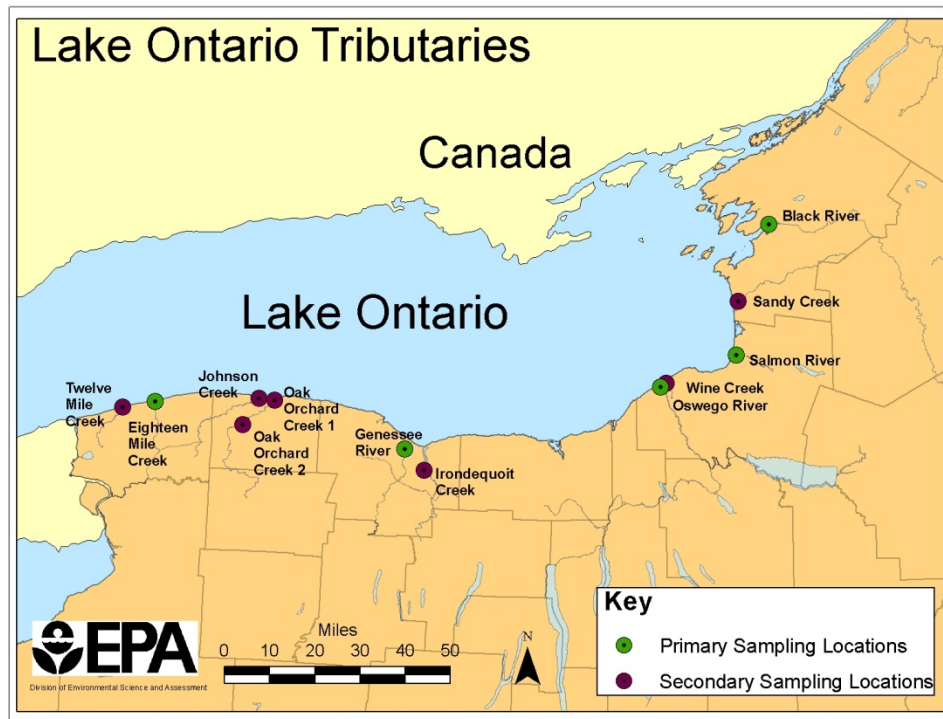 Lake Ontario Tributaries
Canada
Black River
Lake Ontario
Sandy Creek
Salmon River
Twelve
Mile
Creek
Johnson
Creek
Oak
Orchard
Creek 1
Wine Creek
Oswego River
Eighteen
Mile
Creek
Oak
Orchard
Creek 2
Genessee
River
Irondequoit
Creek
Key
Primary Sampling Locations
Secondary Sampling Locations
EPA
Division of Environmental Science and Assessment
Miles
0 10 20 30 40 50
N